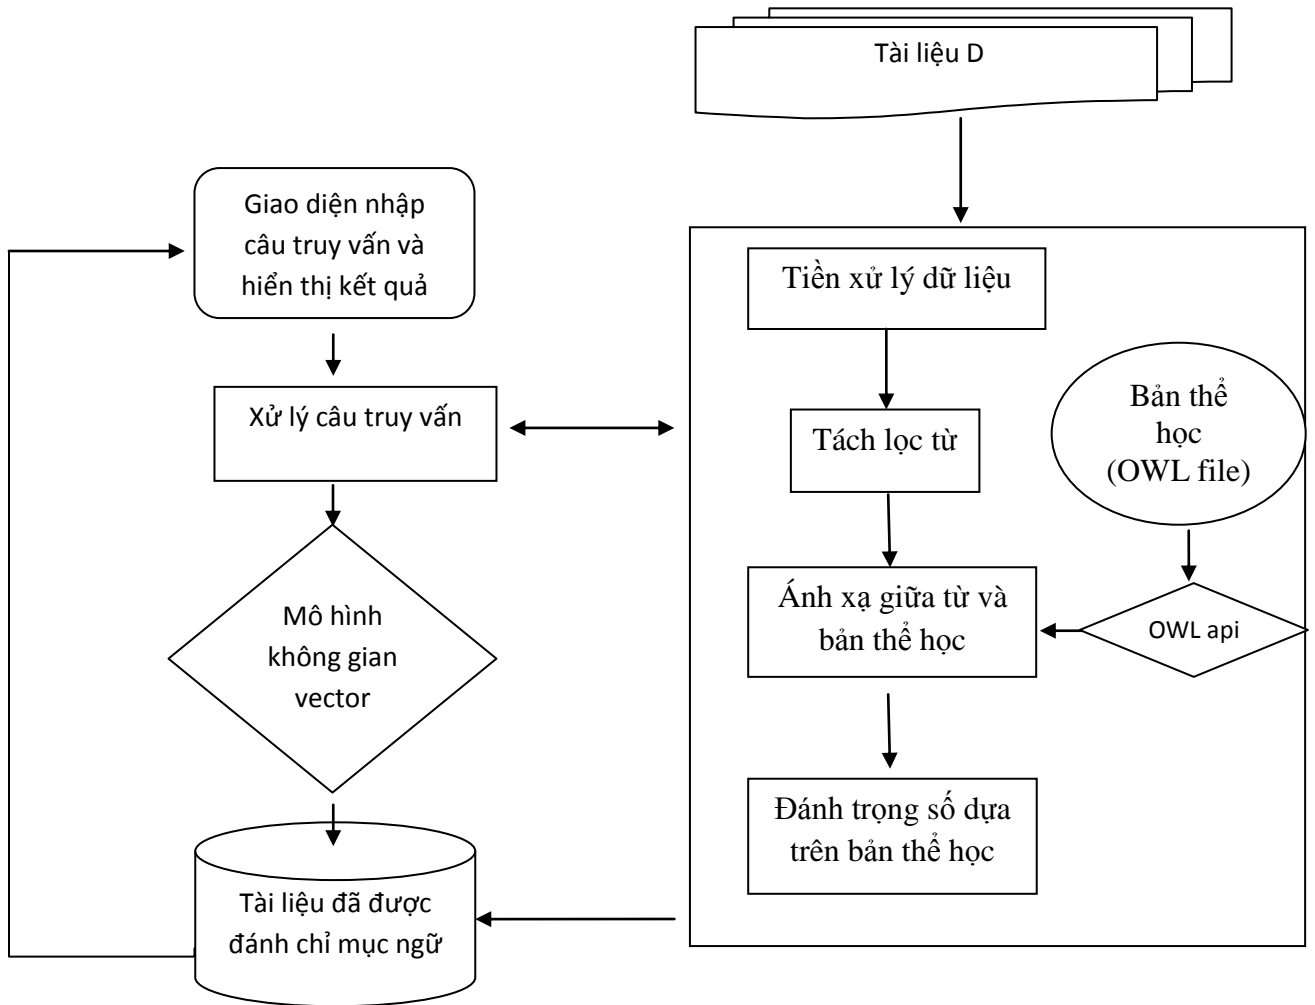 Tài liệu D
Giao diện nhập
câu truy vấn và
hiển thị kết quả
Xử lý câu truy vấn
Mô hình
không gian
vector
Tài liệu đã được
đánh chỉ mục ngữ
Tiền xử lý dữ liệu
Tách lọc từ
Ánh xạ giữa từ và
bản thể học
Đánh trọng số dựa
trên bản thể học
Bản thể
học
(OWL file)
OWL api